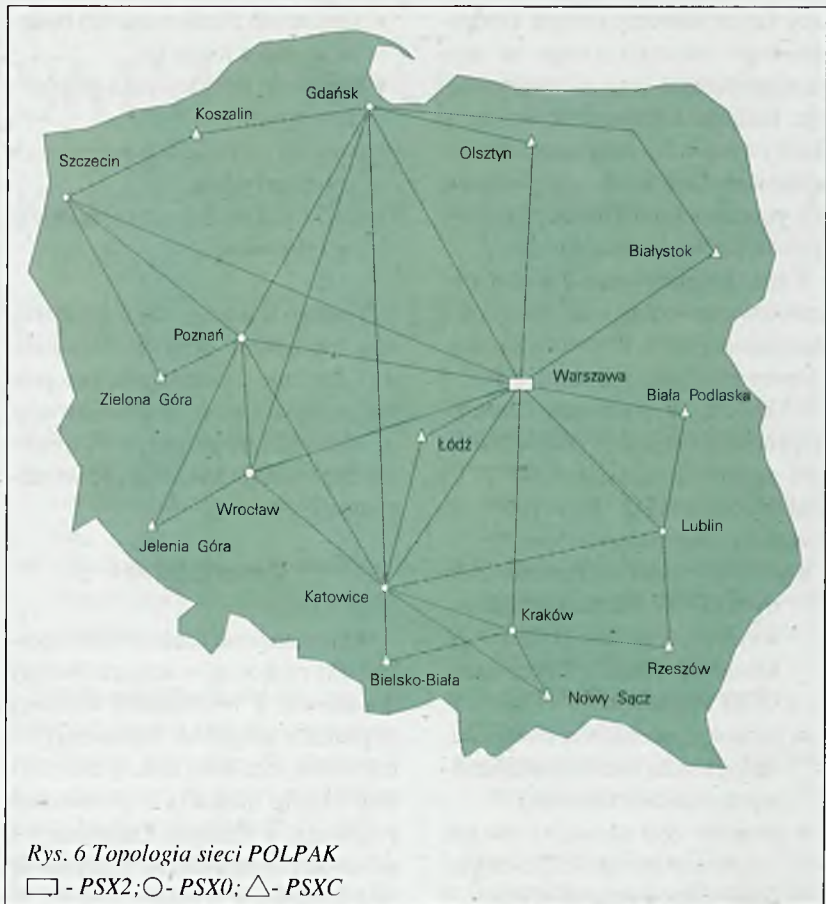 Gdańsk
Koszalin
Szczecin
Olsztyn
Białystok
Poznań
Warszawa
Zielona Góra
Biała Podlaska
Łódź
Wrocław
Jelenia Góra
Lublin
Katowice
Kraków
Bielsko-Biała
Rzeszów
Nowy Sącz
Rys. 6 Topologia sieci POLPAK
▭ - PSX2; ○ - PSX0; △ - PSXC